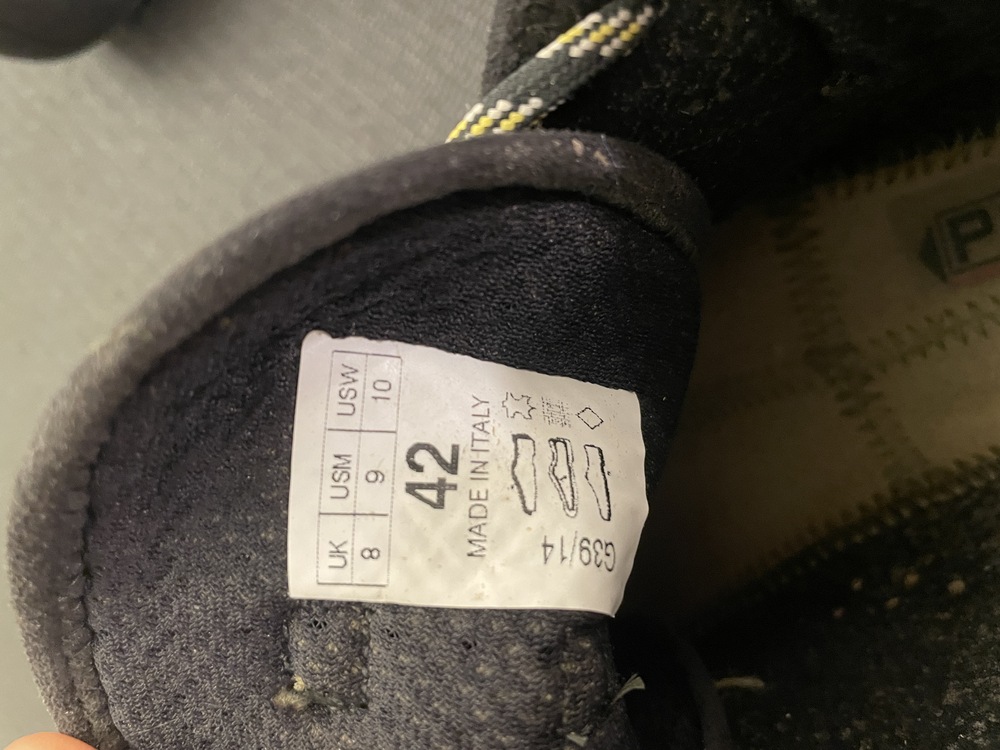 UK USM USW
8 9 10
42
MADE IN ITALY
G39/14
P